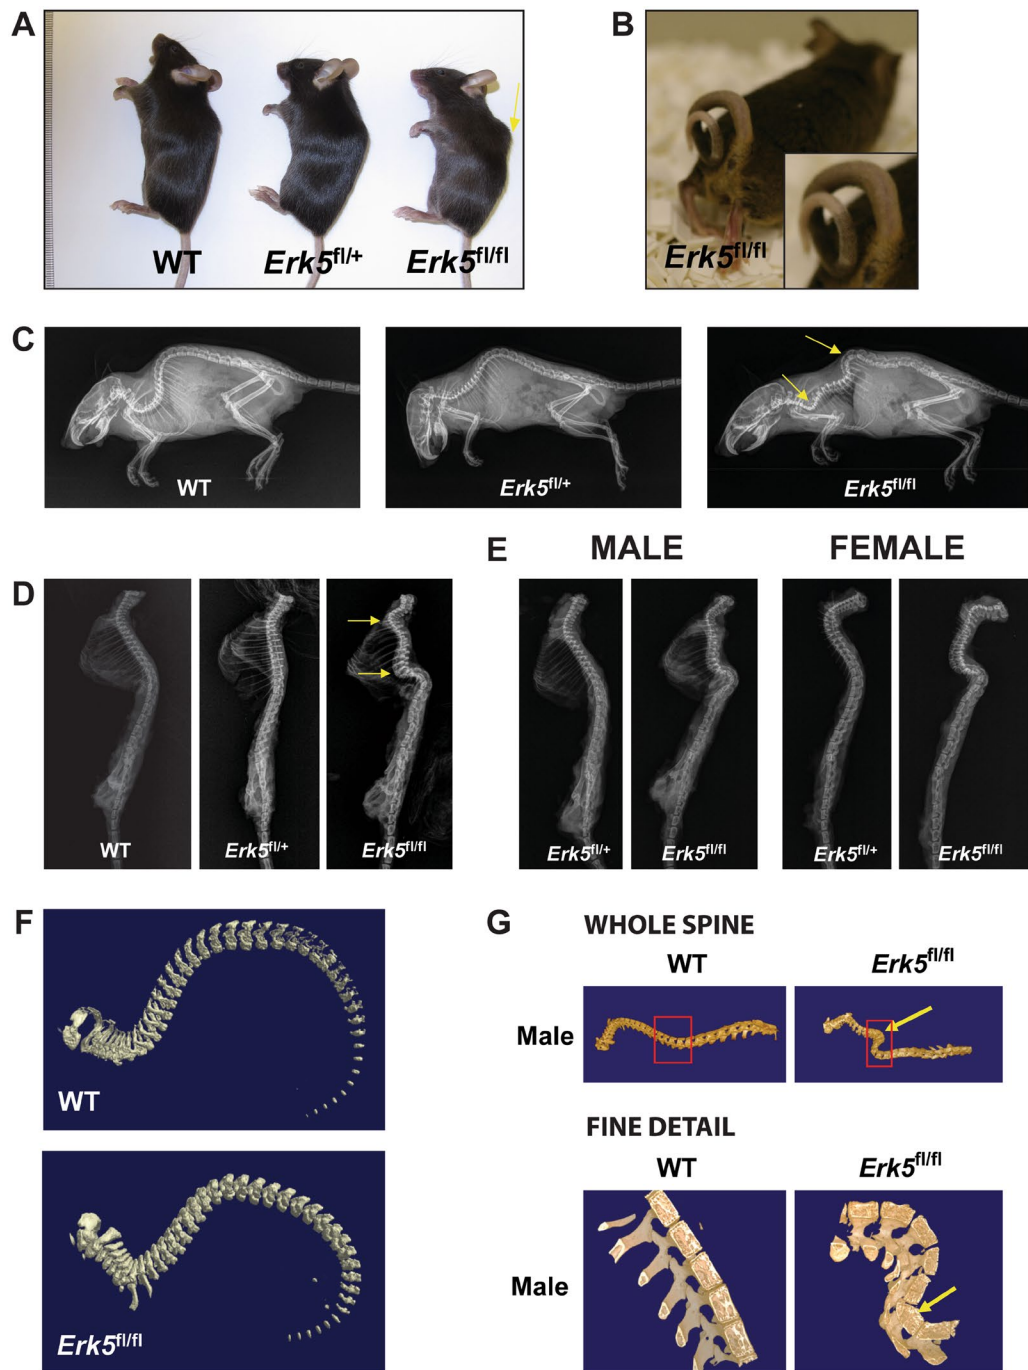 A
B
WT
Erk5fl/+
Erk5fl/fl
Erk5fl/fl
C
WT
Erk5fl/+
Erk5fl/fl
D
WT
Erk5fl/+
Erk5fl/fl
E
MALE
FEMALE
Erk5fl/+
Erk5fl/fl
Erk5fl/+
Erk5fl/fl
F
WT
Erk5fl/fl
G
WHOLE SPINE
WT
Erk5fl/fl
Male
FINE DETAIL
WT
Erk5fl/fl
Male